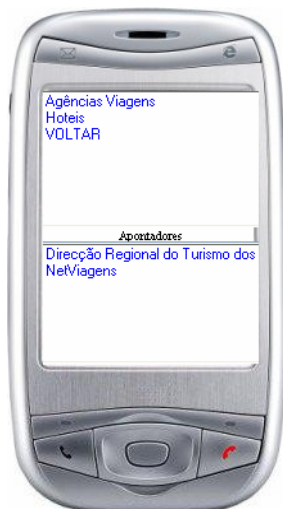 Agências Viagens
Hoteis
VOLTAR
Apontadores
Direcção Regional do Turismo dos
NetViagens